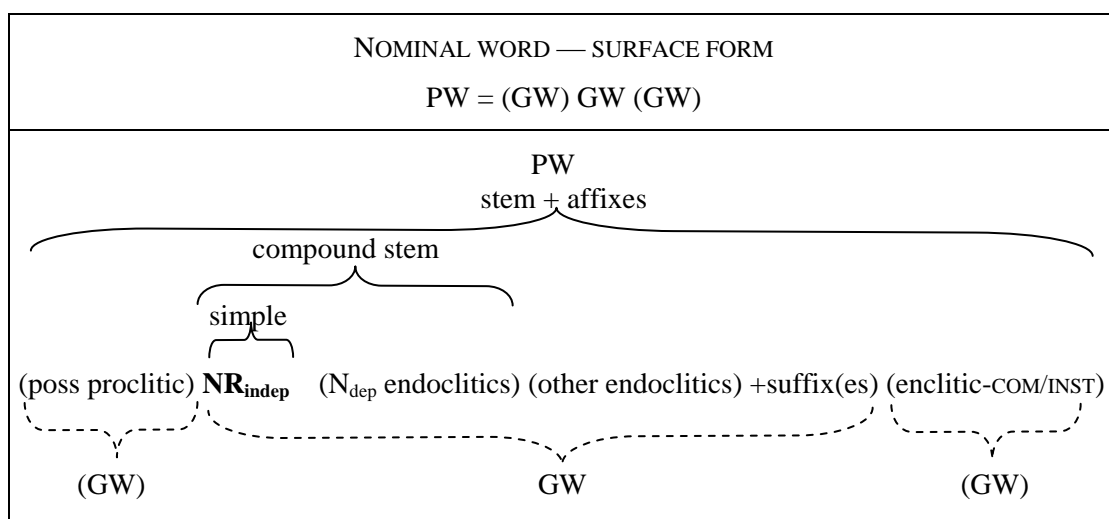 NOMINAL WORD — SURFACE FORM
PW = (GW) GW (GW)
PW
stem + affixes
compound stem
simple
(poss proclitic) NRindep (Ndep endoclitics) (other endoclitics) +suffix(es) (enclitic-COM/INST)
(GW) GW (GW)